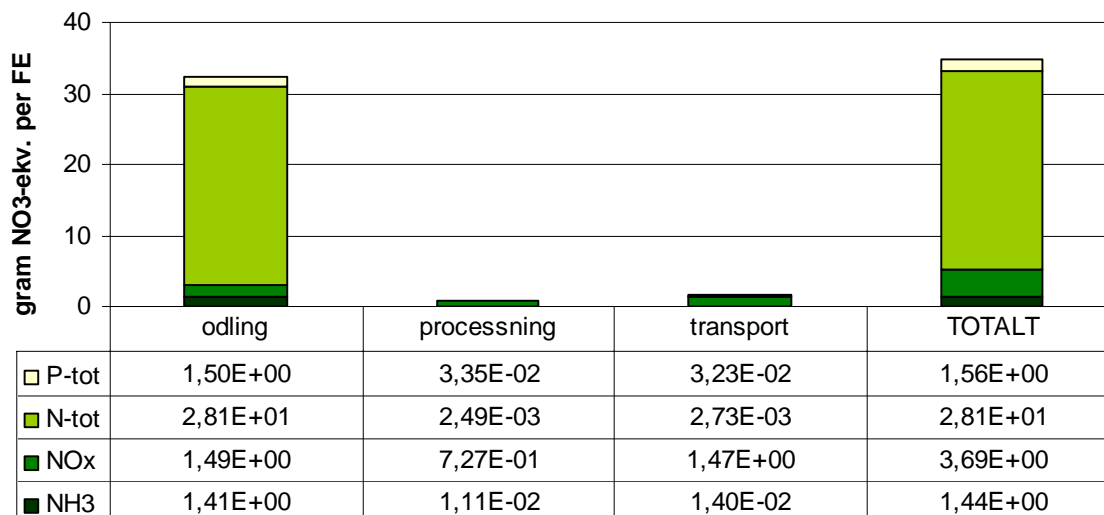 gram NO3-ekv. per FE
40
30
20
10
0
odling processning transport TOTALT
P-tot 1,50E+00 3,35E-02 3,23E-02 1,56E+00
N-tot 2,81E+01 2,49E-03 2,73E-03 2,81E+01
NOx 1,49E+00 7,27E-01 1,47E+00 3,69E+00
NH3 1,41E+00 1,11E-02 1,40E-02 1,44E+00